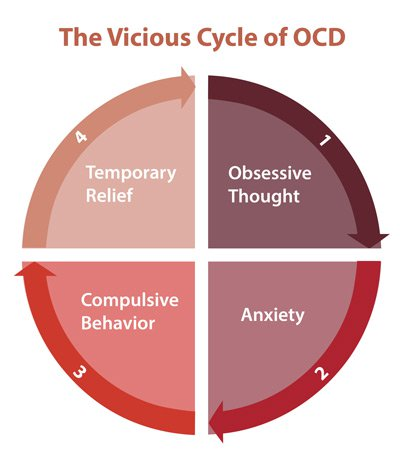 The Vicious Cycle of OCD
1
Obsessive
Thought
Anxiety
2
Compulsive
Behavior
3
4
Temporary
Relief